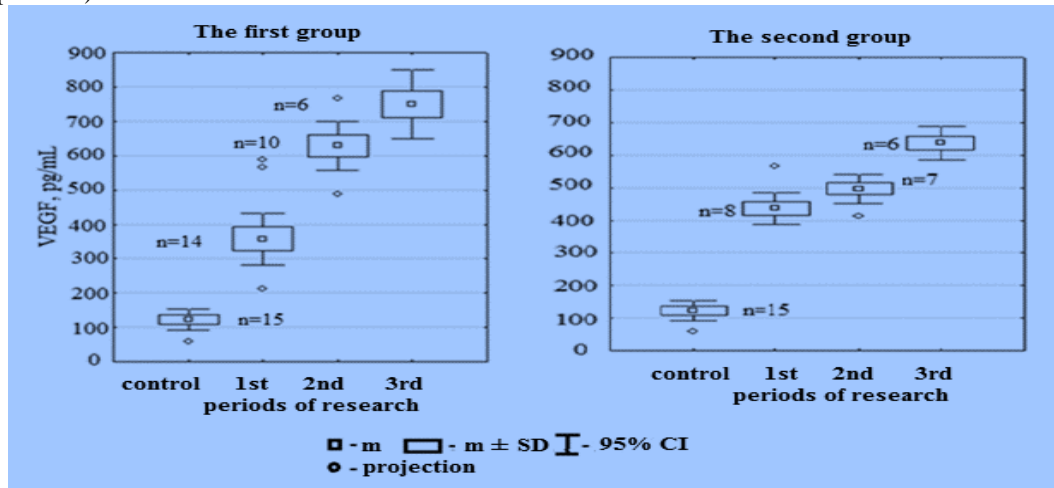 The first group
VEGF, pg/mL
900
800
700
600
500
400
300
200
100
0
n=6
n=10
n=14
n=15
control 1st 2nd 3rd
periods of research
The second group
900
800
700
600
500
400
300
200
100
0
n=6
n=7
n=8
n=15
control 1st 2nd 3rd
periods of research
- m - m ± SD - 95% CI
- projection